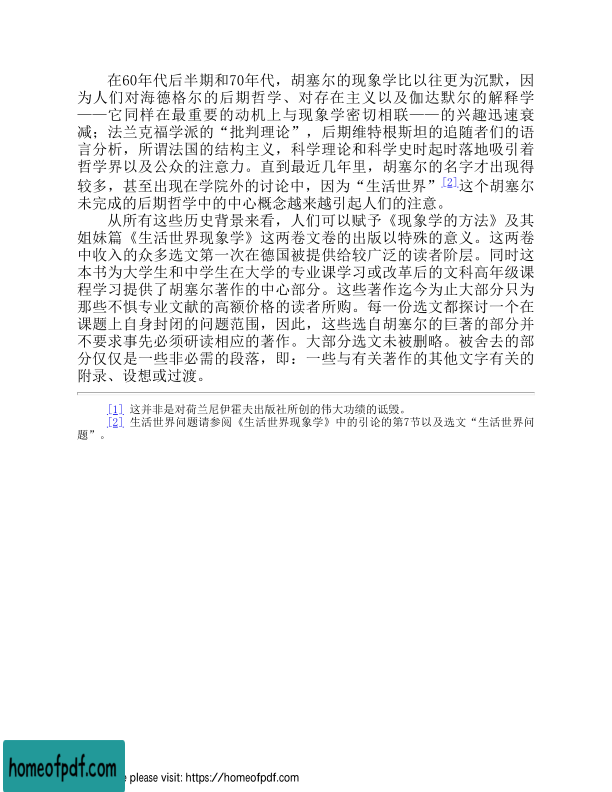 在60年代后半期和70年代，胡塞尔的现象学比以往更为沉默，因
为人们对海德格尔的后期哲学、对存在主义以及伽达默尔的解释学
——它同样在最重要的动机上与现象学密切相联——的兴趣迅速衰
减；法兰克福学派的“批判理论”，后期维特根斯坦的追随者们的语
言分析，所谓法国的结构主义，科学理论和科学史时起时落地吸引着
哲学界以及公众的注意力。直到最近几年里，胡塞尔的名字才出现得
较多，甚至出现在学院外的讨论中，因为“生活世界”[2]这个胡塞尔
未完成的后期哲学中的中心概念越来越引起人们的注意。
从所有这些历史背景来看，人们可以赋予《现象学的方法》及其
姐妹篇《生活世界现象学》这两卷文卷的出版以特殊的意义。这两卷
中收入的众多选文第一次在德国被提供给较广泛的读者阶层。同时这
本书为大学生和中学生在大学的专业课学习或改革后的文科高年级课
程学习提供了胡塞尔著作的中心部分。这些著作迄今为止大部分只为
那些不惧专业文献的高额价格的读者所购。每一份选文都探讨一个在
课题上自身封闭的问题范围，因此，这些选自胡塞尔的巨著的部分并
不要求事先必须研读相应的著作。大部分选文未被删略。被舍去的部
分仅仅是一些非必需的段落，即：一些与有关著作的其他文字有关的
附录、设想或过渡。
[1] 这并非是对荷兰尼伊霍夫出版社所创的伟大功绩的诋毁。
[2] 生活世界问题请参阅《生活世界现象学》中的引论的第7节以及选文“生活世界问
题”。
homeofpdf.com
e please visit: https://homeofpdf.com